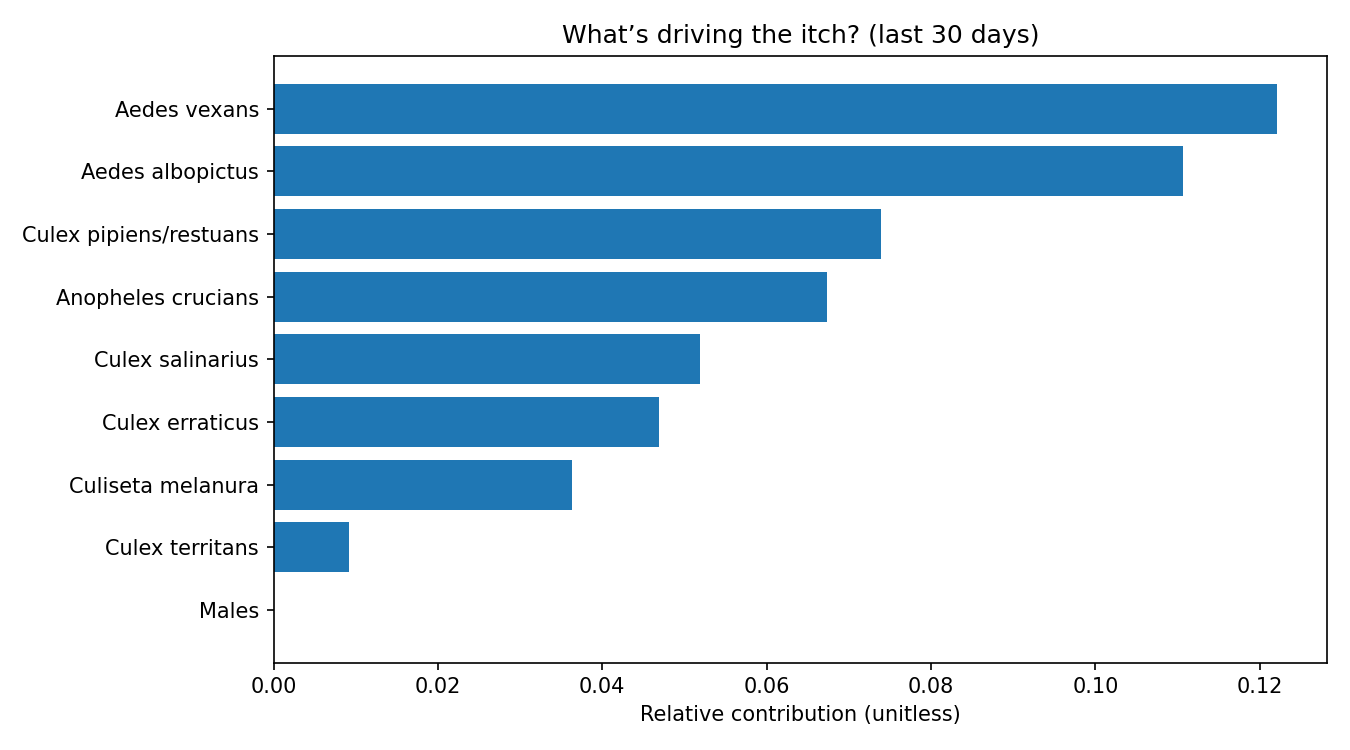 What’s driving the itch? (last 30 days)
Aedes vexans
Aedes albopictus
Culex pipiens/restuans
Anopheles crucians
Culex salinarius
Culex erraticus
Culiseta melanura
Culex territans
Males
0.00 0.02 0.04 0.06 0.08 0.10 0.12
Relative contribution (unitless)